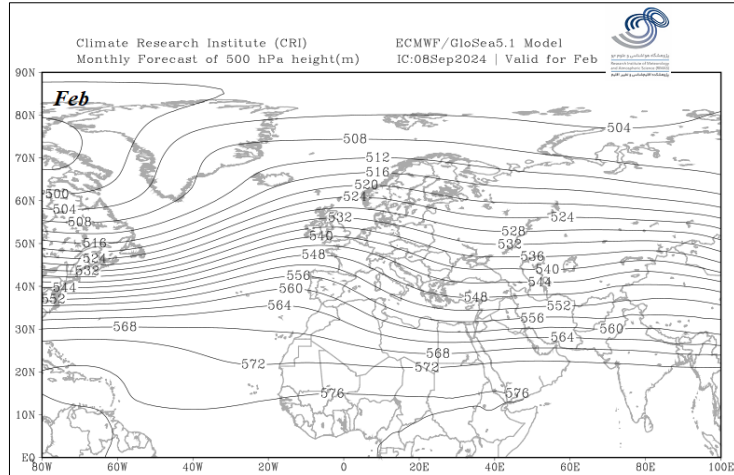 Climate Research Institute (CRI)
ECMWF/GloSea5.1 Model
Monthly Forecast of 500 hPa height(m)
IC:08Sep2024 | Valid for Feb
Feb
90N
80N
70N
60N
50N
40N
30N
20N
10N
EQ
504
508
512
516
520
524
500
504
508
532
524
528
516
540
532
524
548
536
532
540
544
544
556
548
552
552
560
564
556
560
568
564
568
572
572
576
576
80W
60W
40W
20W
0
20E
40E
60E
80E
100E